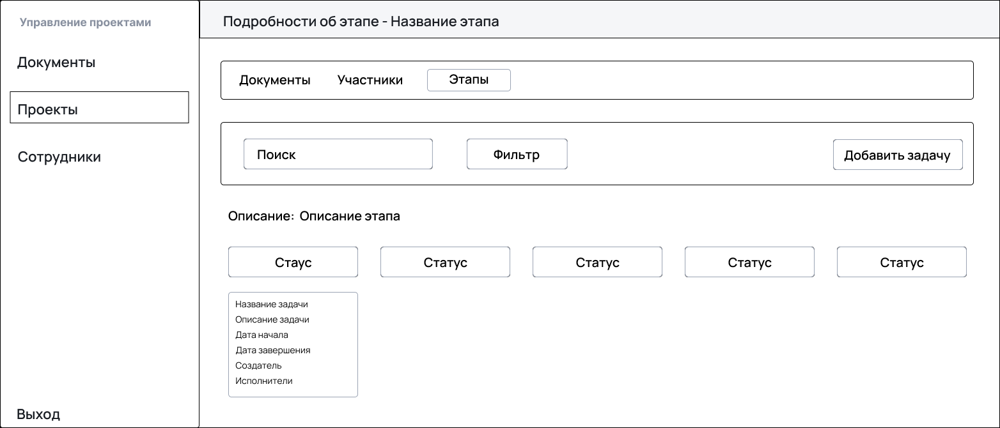 Управление проектами
Документы
Проекты
Сотрудники
Выход
Подробности об этапе - Название этапа
Документы Участники Этапы
Поиск Фильтр Добавить задачу
Описание: Описание этапа
Стаус Статус Статус Статус Статус
Название задачи
Описание задачи
Дата начала
Дата завершения
Создатель
Исполнители